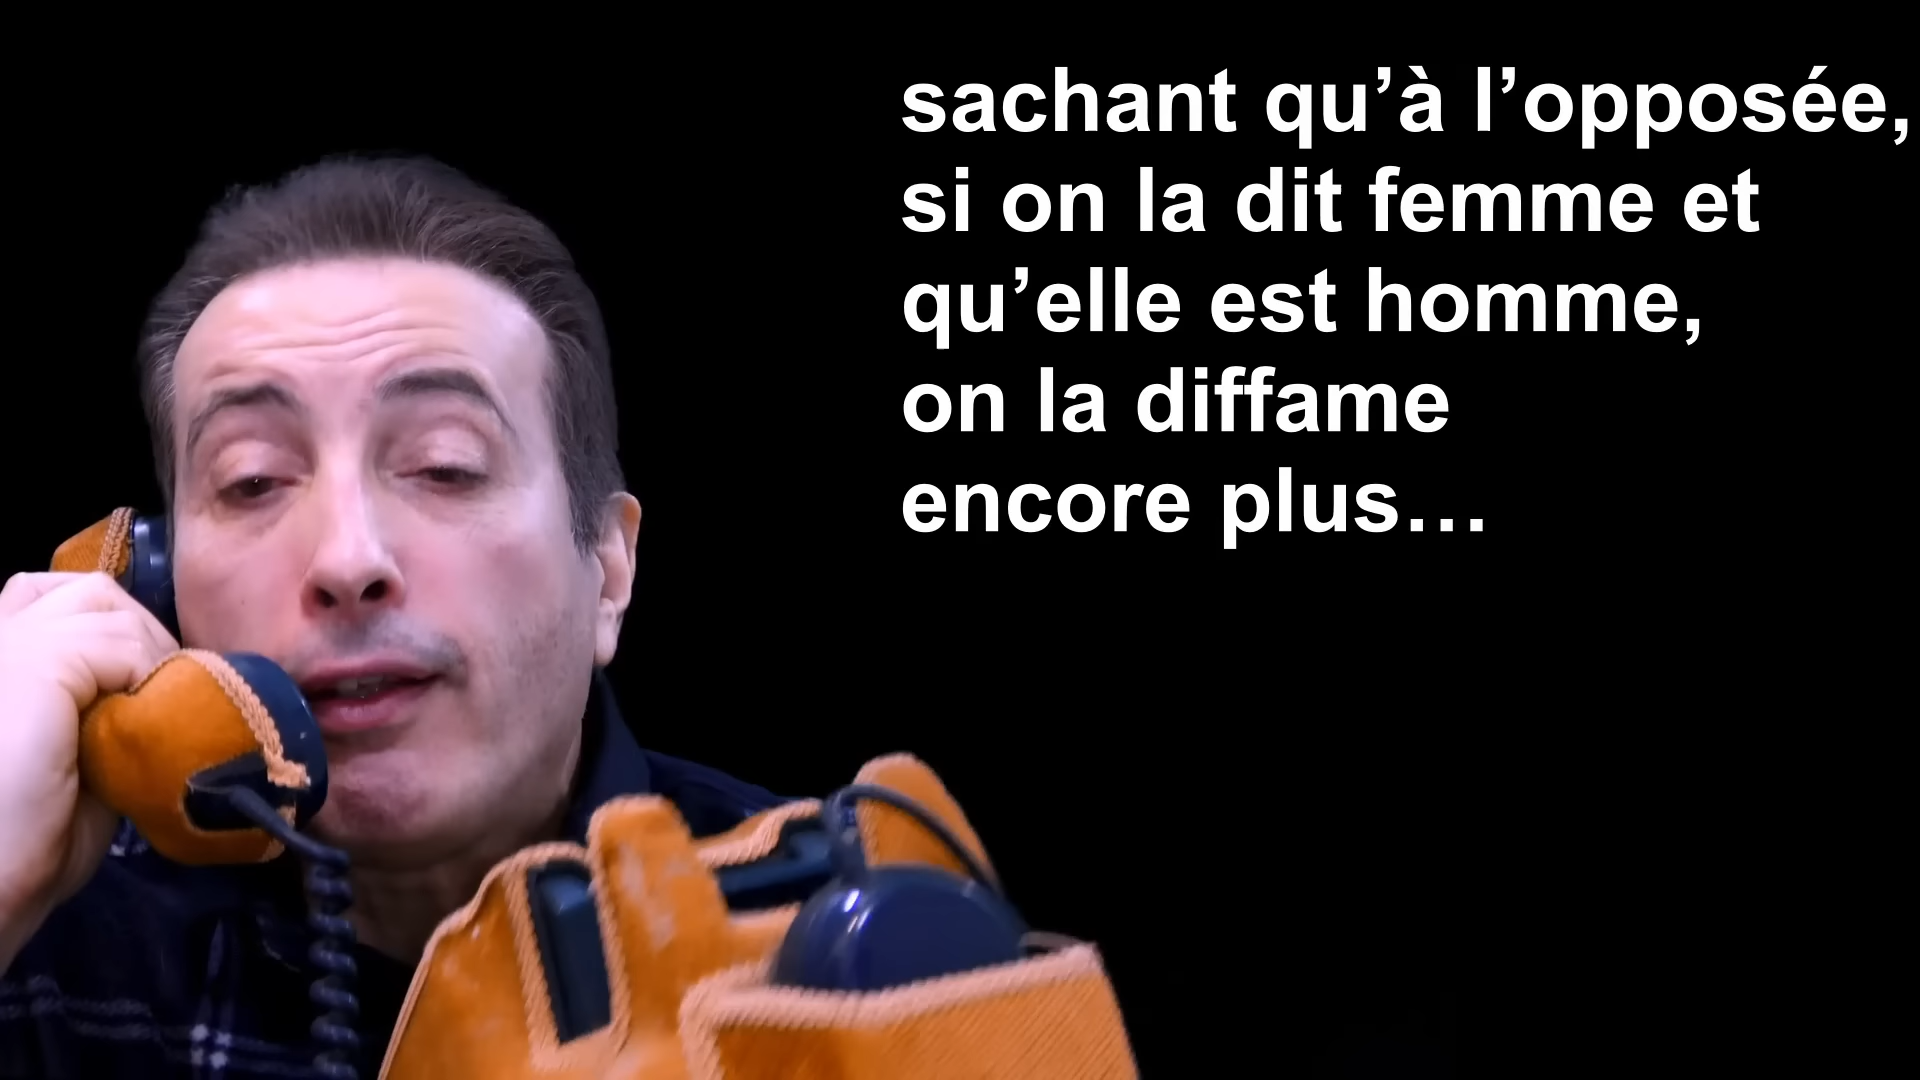 sachant qu’à l’opposée,
si on la dit femme et
qu’elle est homme,
on la diffame
encore plus…